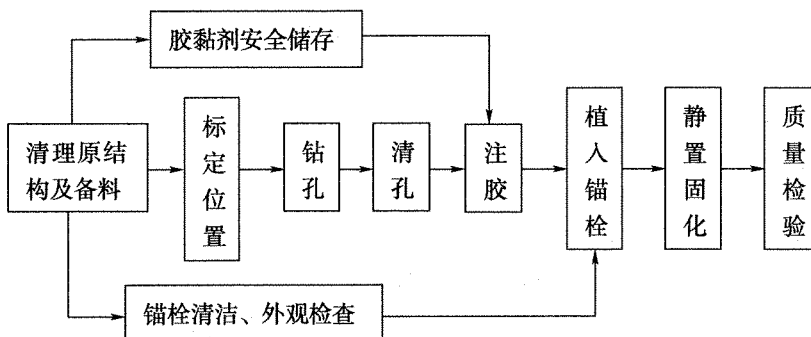 胶黏剂安全储存
清理原结
构及备料
标定位置
钻孔
清孔
注胶
植入锚栓
静置固化
质量检验
锚栓清洁、外观检查